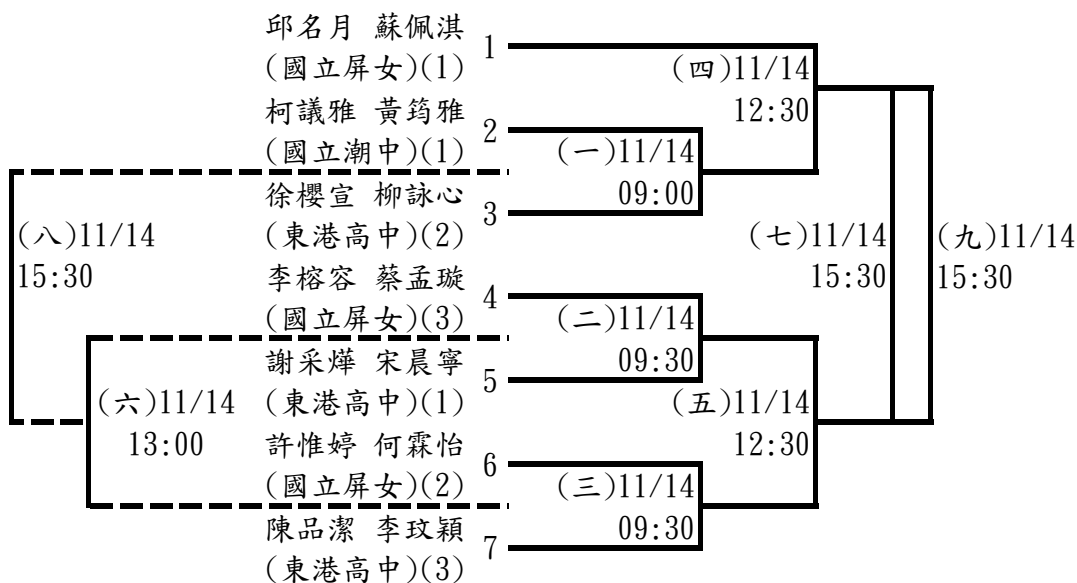 邱名月 蘇佩淇
(國立屏女)(1)
1
柯議雅 黃筠雅
(國立潮中)(1)
2
徐櫻宣 柳詠心
(東港高中)(2)
3
李榕容 蔡孟璇
(國立屏女)(3)
4
謝采燁 宋晨寧
(東港高中)(1)
5
許惟婷 何霖怡
(國立屏女)(2)
6
陳品潔 李玟穎
(東港高中)(3)
7
(一)11/14
09:00
(二)11/14
09:30
(三)11/14
09:30
(四)11/14
12:30
(五)11/14
12:30
(六)11/14
13:00
(七)11/14
15:30
(八)11/14
15:30
(九)11/14
15:30